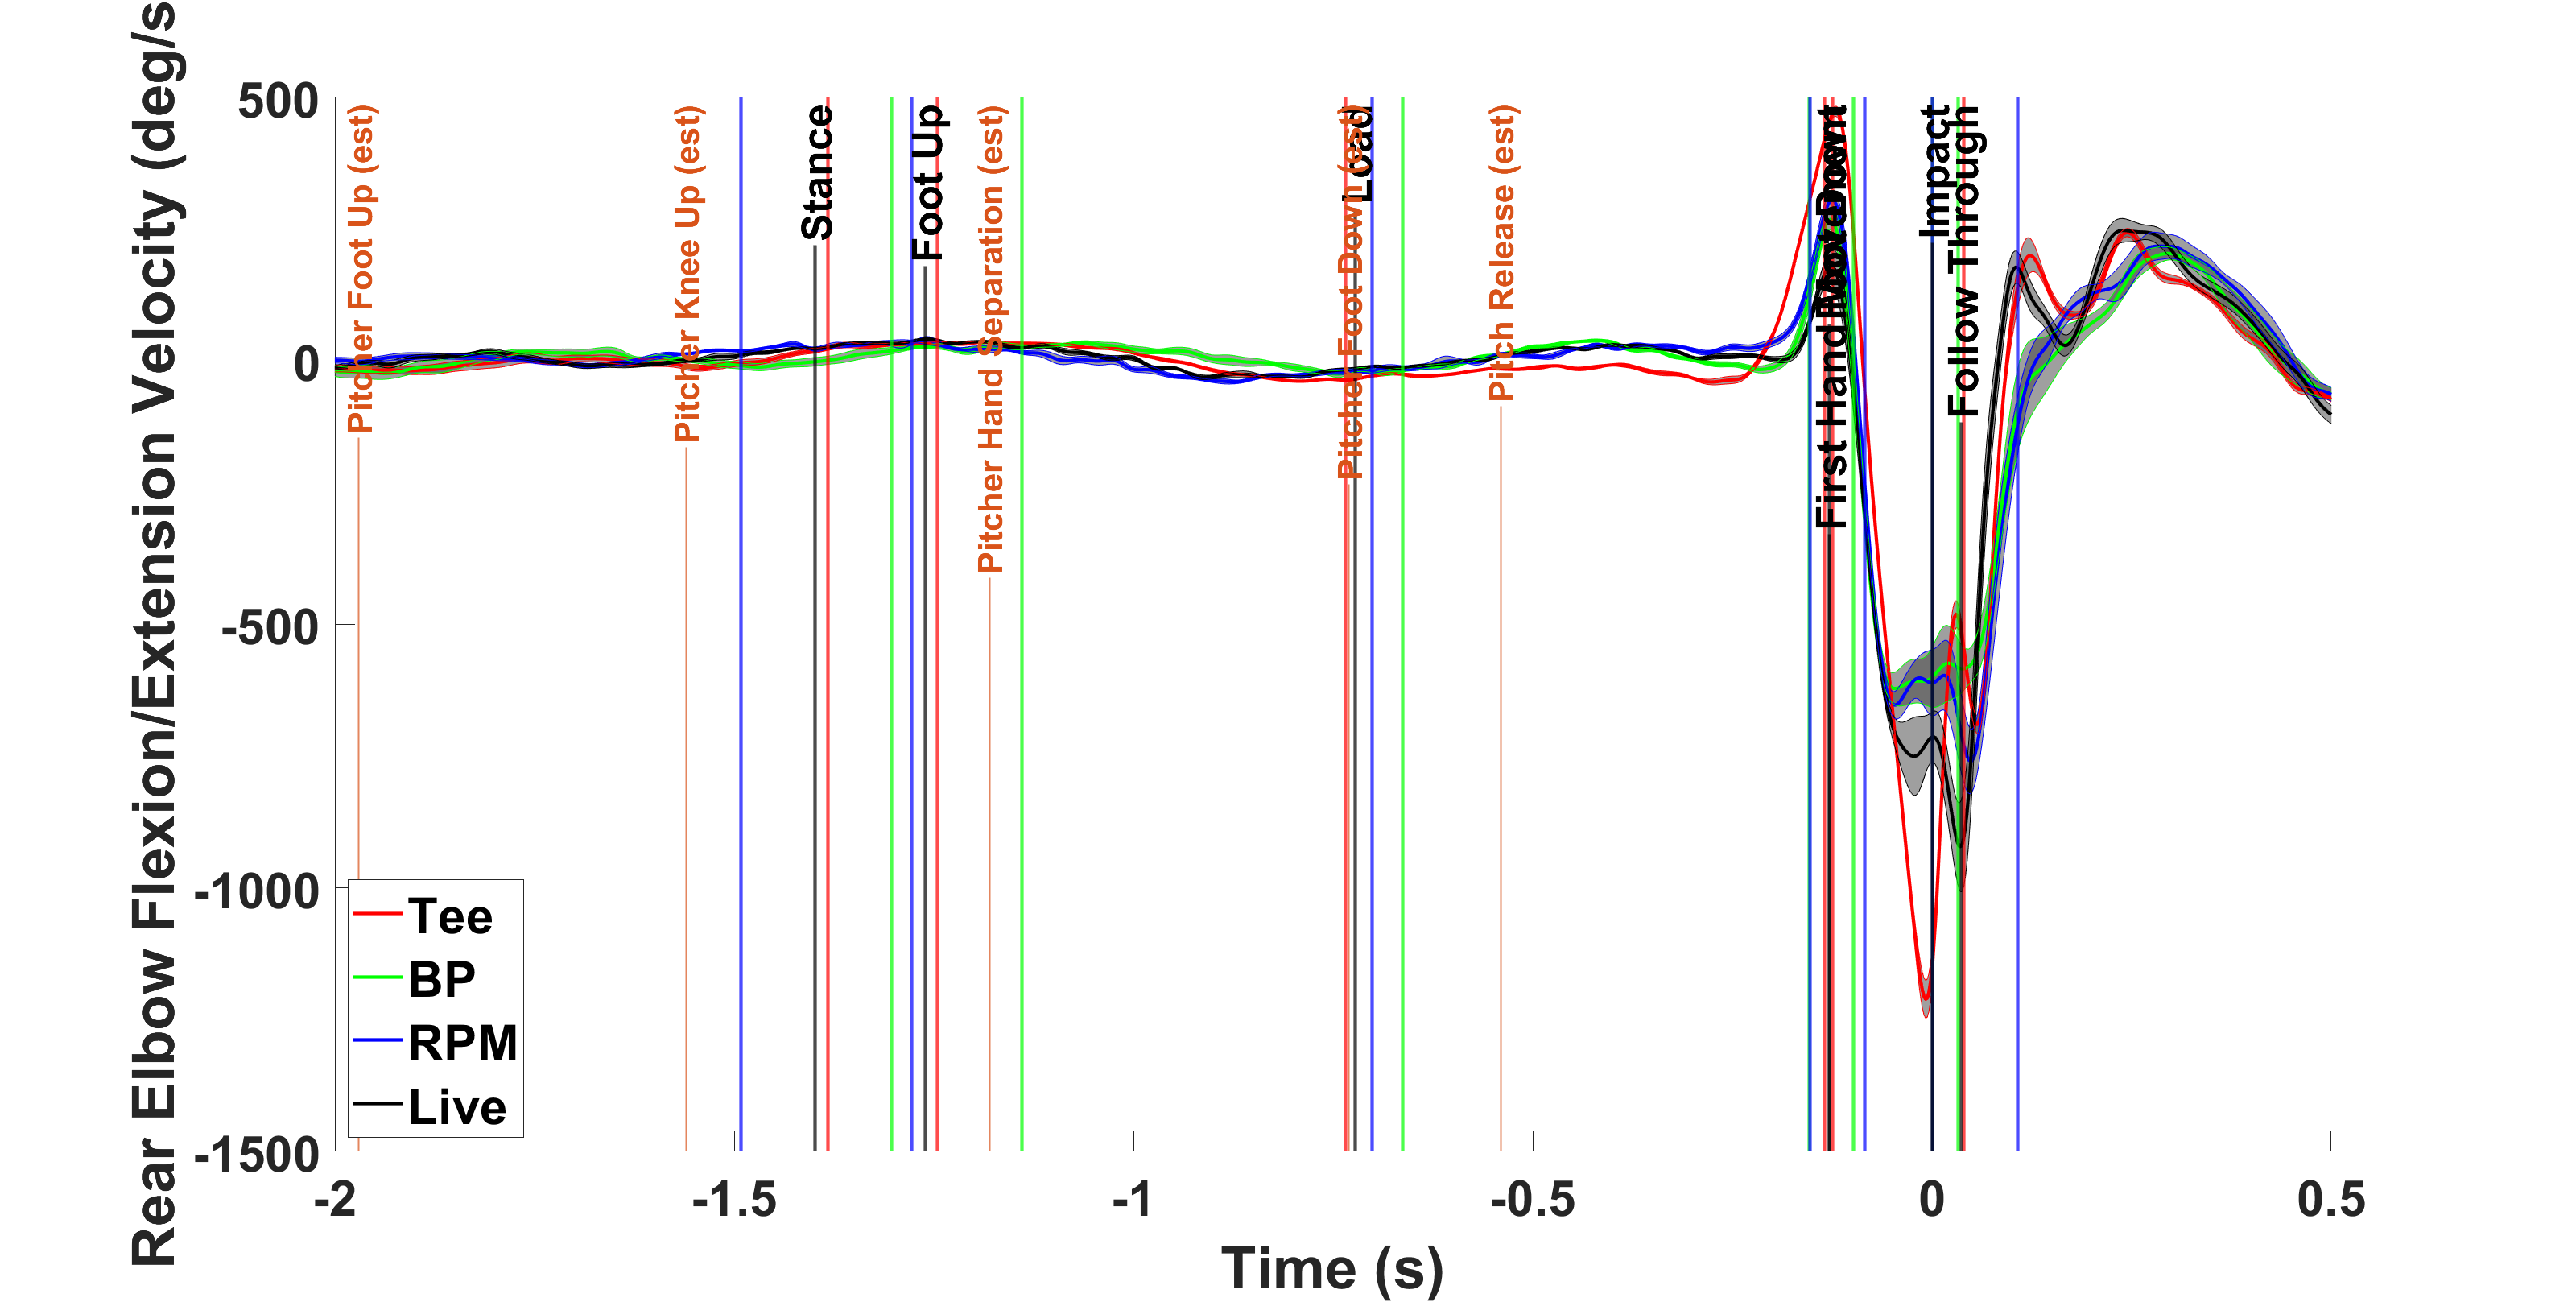 Rear Elbow Flexion/Extension Velocity (deg/s
500
0
-500
-1000
-1500
Pitcher Foot Up (est)
Pitcher Knee Up (est)
Stance
Foot Up
Pitcher Hand Separation (est)
Pitcher Foot Down (est)
Load
Pitch Release (est)
First Hand
Impact
Follow Through
Tee
BP
RPM
Live
-2
-1.5
-1
-0.5
0
0.5
Time (s)